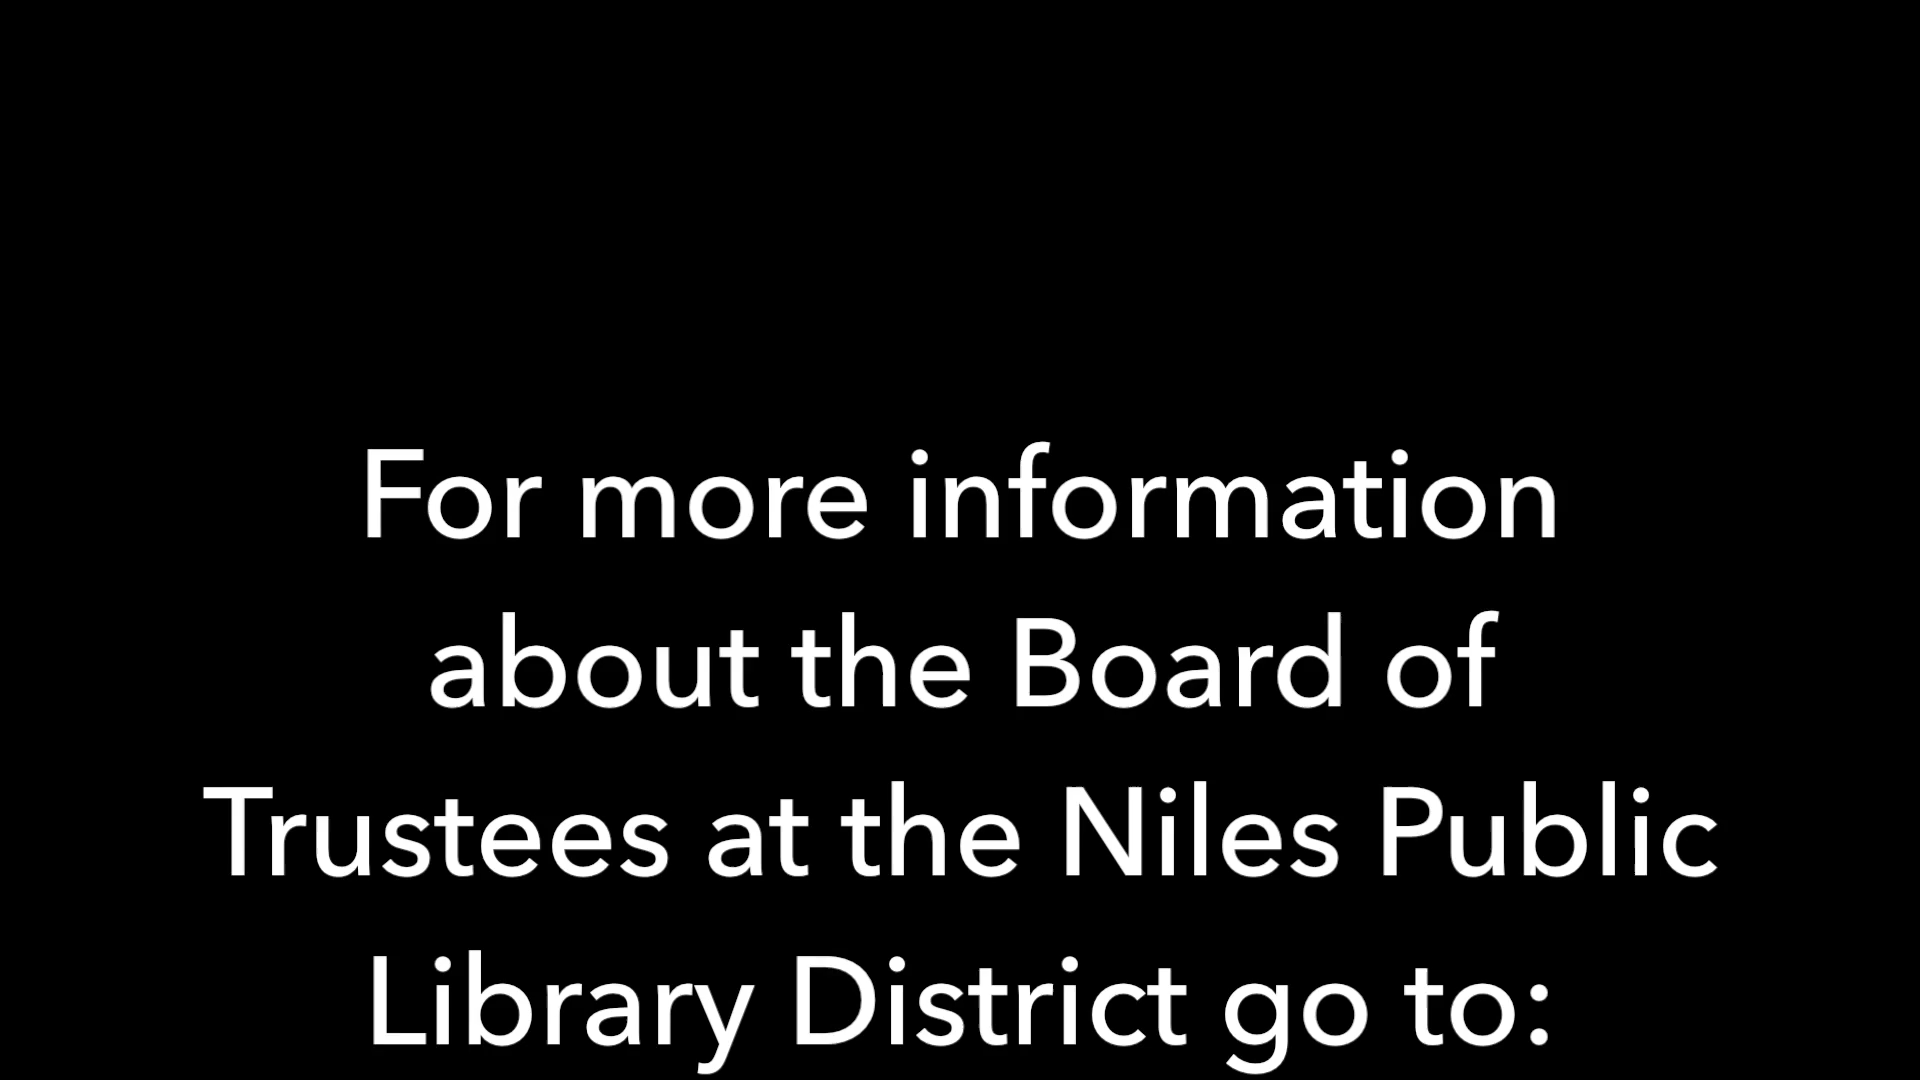 For more information
about the Board of
Trustees at the Niles Public
Library District go to: